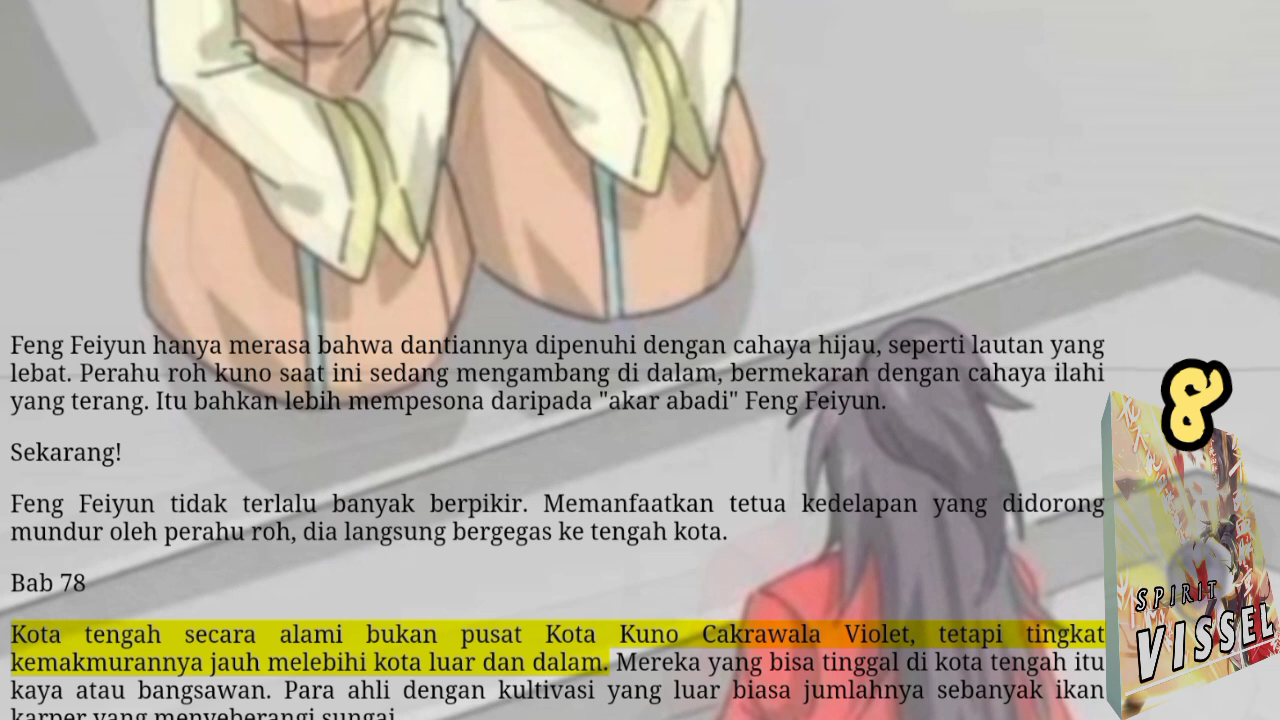 Feng Feiyun hanya merasa bahwa dantiannya dipenuhi dengan cahaya hijau, seperti lautan yang
lebat. Perahu roh kuno saat ini sedang mengambang di dalam, bermekaran dengan cahaya ilahi
yang terang. Itu bahkan lebih mempesona daripada "akar abadi" Feng Feiyun.
Sekarang!
Feng Feiyun tidak terlalu banyak berpikir. Memanfaatkan tetua kedelapan yang didorong
mundur oleh perahu roh, dia langsung bergegas ke tengah kota.
Bab 78
Kota tengah secara alami bukan pusat Kota Kuno Cakrawala Violet, tetapi tingkat
kemakmurannya jauh melebihi kota luar dan dalam. Mereka yang bisa tinggal di kota tengah itu
kaya atau bangsawan. Para ahli dengan kultivasi yang luar biasa jumlahnya sebanyak ikan
karper yang menyeberangi sungai.
8
SPIRIT
VISSEL